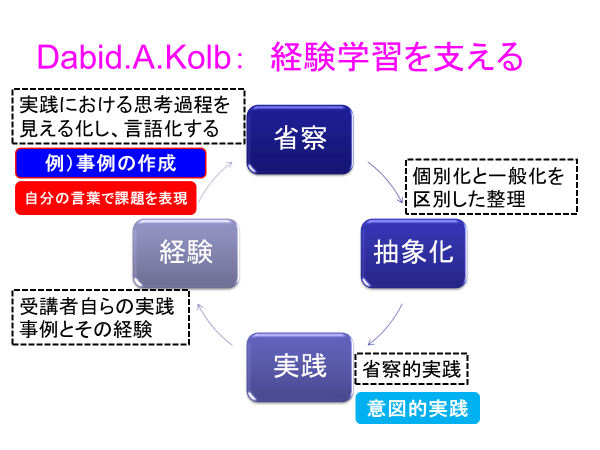 Dabid.A.Kolb： 経験学習を支える
実践における思考過程を
見える化し、言語化する
省察
例）事例の作成
自分の言葉で課題を表現
個別化と一般化を
区別した整理
経験
抽象化
受講者自らの実践
事例とその経験
実践
省察的実践
意図的実践